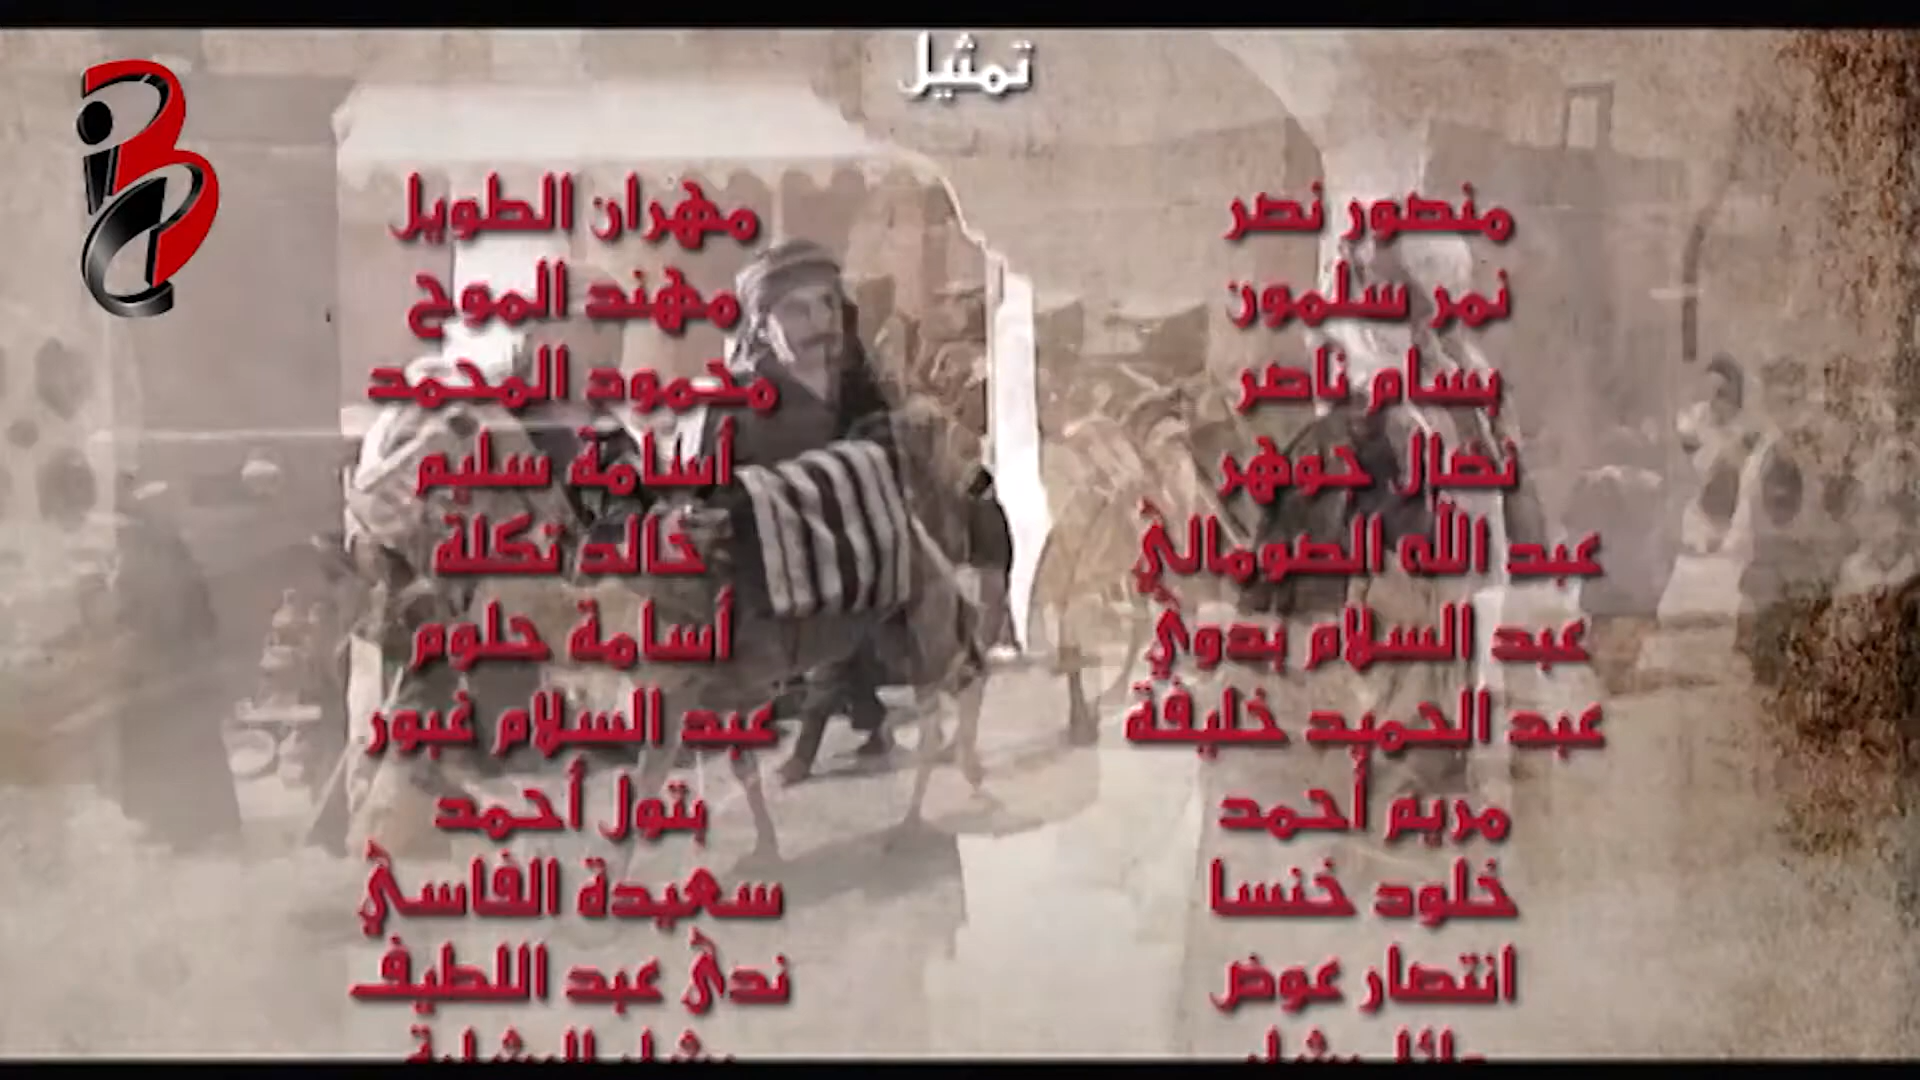 تمثيل
منصور نصر
مهران الطويل
نمر سلمون
مهند الموح
بسام ناصر
محمود المحمد
نضال جوهر
أسامة سليم
عبد الله الصومالي
خالد تكلة
عبد السلام بدوي
أسامة حلوم
عبد الحميد خليفة
عبد السلام غبور
مريم أحمد
بتول أحمد
خلود خنسا
سعيدة الفاسي
انتصار عوض
ندى عبد اللطيف